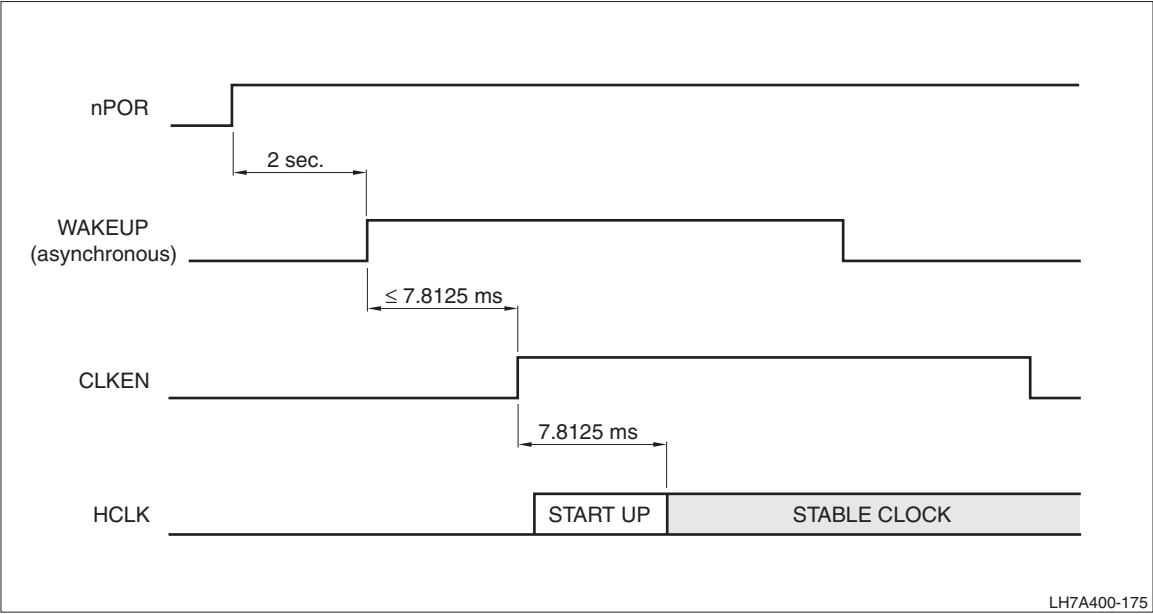 nPOR
2 sec.
WAKEUP
(asynchronous)
≤ 7.8125 ms
CLKEN
7.8125 ms
HCLK
START UP
STABLE CLOCK
LH7A400-175